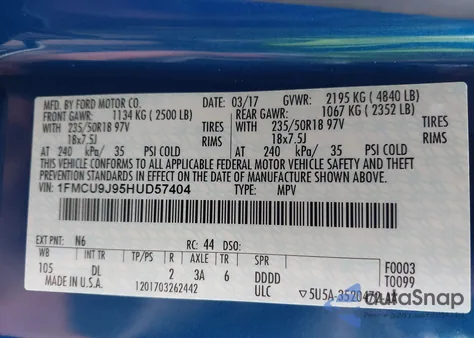 MFD. BY FORD MOTOR CO.
DATE: 03/17 GVWR: 2195 KG ( 4840 LB)
FRONT GAWR: 1134 KG ( 2500 LB) REAR GAWR: 1067 KG ( 2352 LB)
WITH 235/50R18 97V TIRES WITH 235/50R18 97V TIRES
18x7.5J RIMS 18x7.5J RIMS
AT 240 kPa/ 35 PSI COLD AT 240 kPa/ 35 PSI COLD
THIS VEHICLE CONFORMS TO ALL APPLICABLE FEDERAL MOTOR VEHICLE SAFETY AND THEFT
PREVENTION STANDARDS IN EFFECT ON THE DATE OF MANUFACTURE SHOWN ABOVE.
VIN: 1FMCU9J95HUD57404 TYPE: MPV
EXT PNT: N6 RC: 44 DSO:
WB INT TR TP/PS R AXLE TR SPR F0003
105 DL 2 3A 6 DDDD T0099
MADE IN U.S.A. 1201703262442 ULC
autoSnap